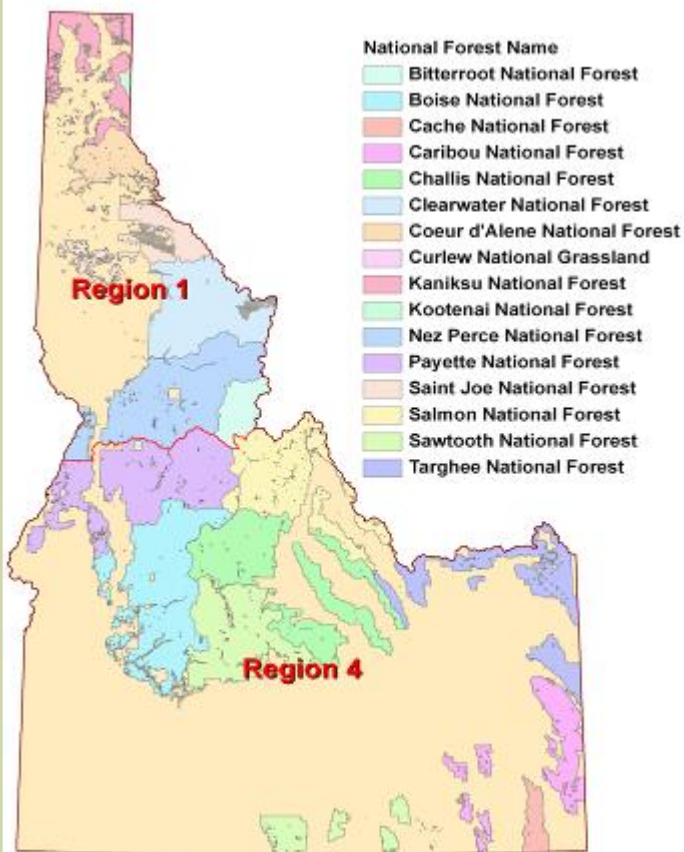 National Forest Name
Bitterroot National Forest
Boise National Forest
Cache National Forest
Caribou National Forest
Challis National Forest
Clearwater National Forest
Coeur d'Alene National Forest
Curlew National Grassland
Kaniksu National Forest
Kootenai National Forest
Nez Perce National Forest
Payette National Forest
Saint Joe National Forest
Salmon National Forest
Sawtooth National Forest
Targhee National Forest
Region 1
Region 4